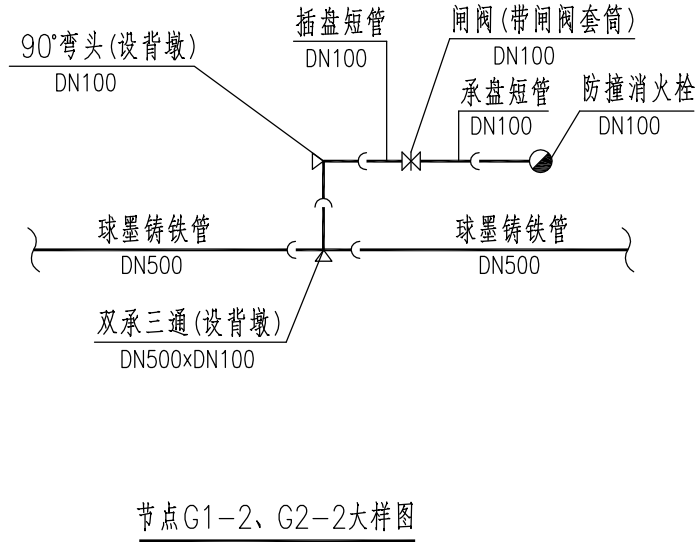 插盘短管
DN100
闸阀(带闸阀套筒)
DN100
90°弯头(设背墩)
DN100
承盘短管
DN100
防撞消火栓
DN100
球墨铸铁管
DN500
球墨铸铁管
DN500
双承三通(设背墩)
DN500×DN100
节点G1-2、G2-2大样图